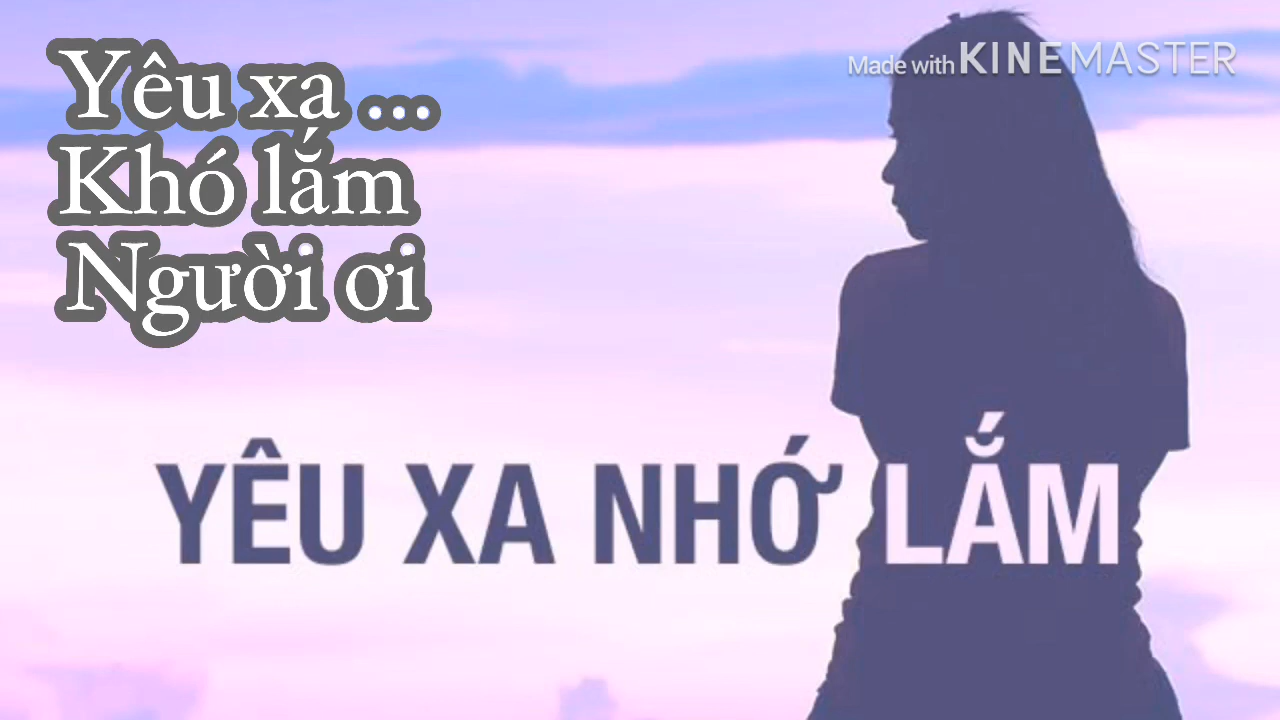 Yêu xa ...
Khó lắm
Người ơi
Made with KINEMASTER
YÊU XA NHỚ LẮM